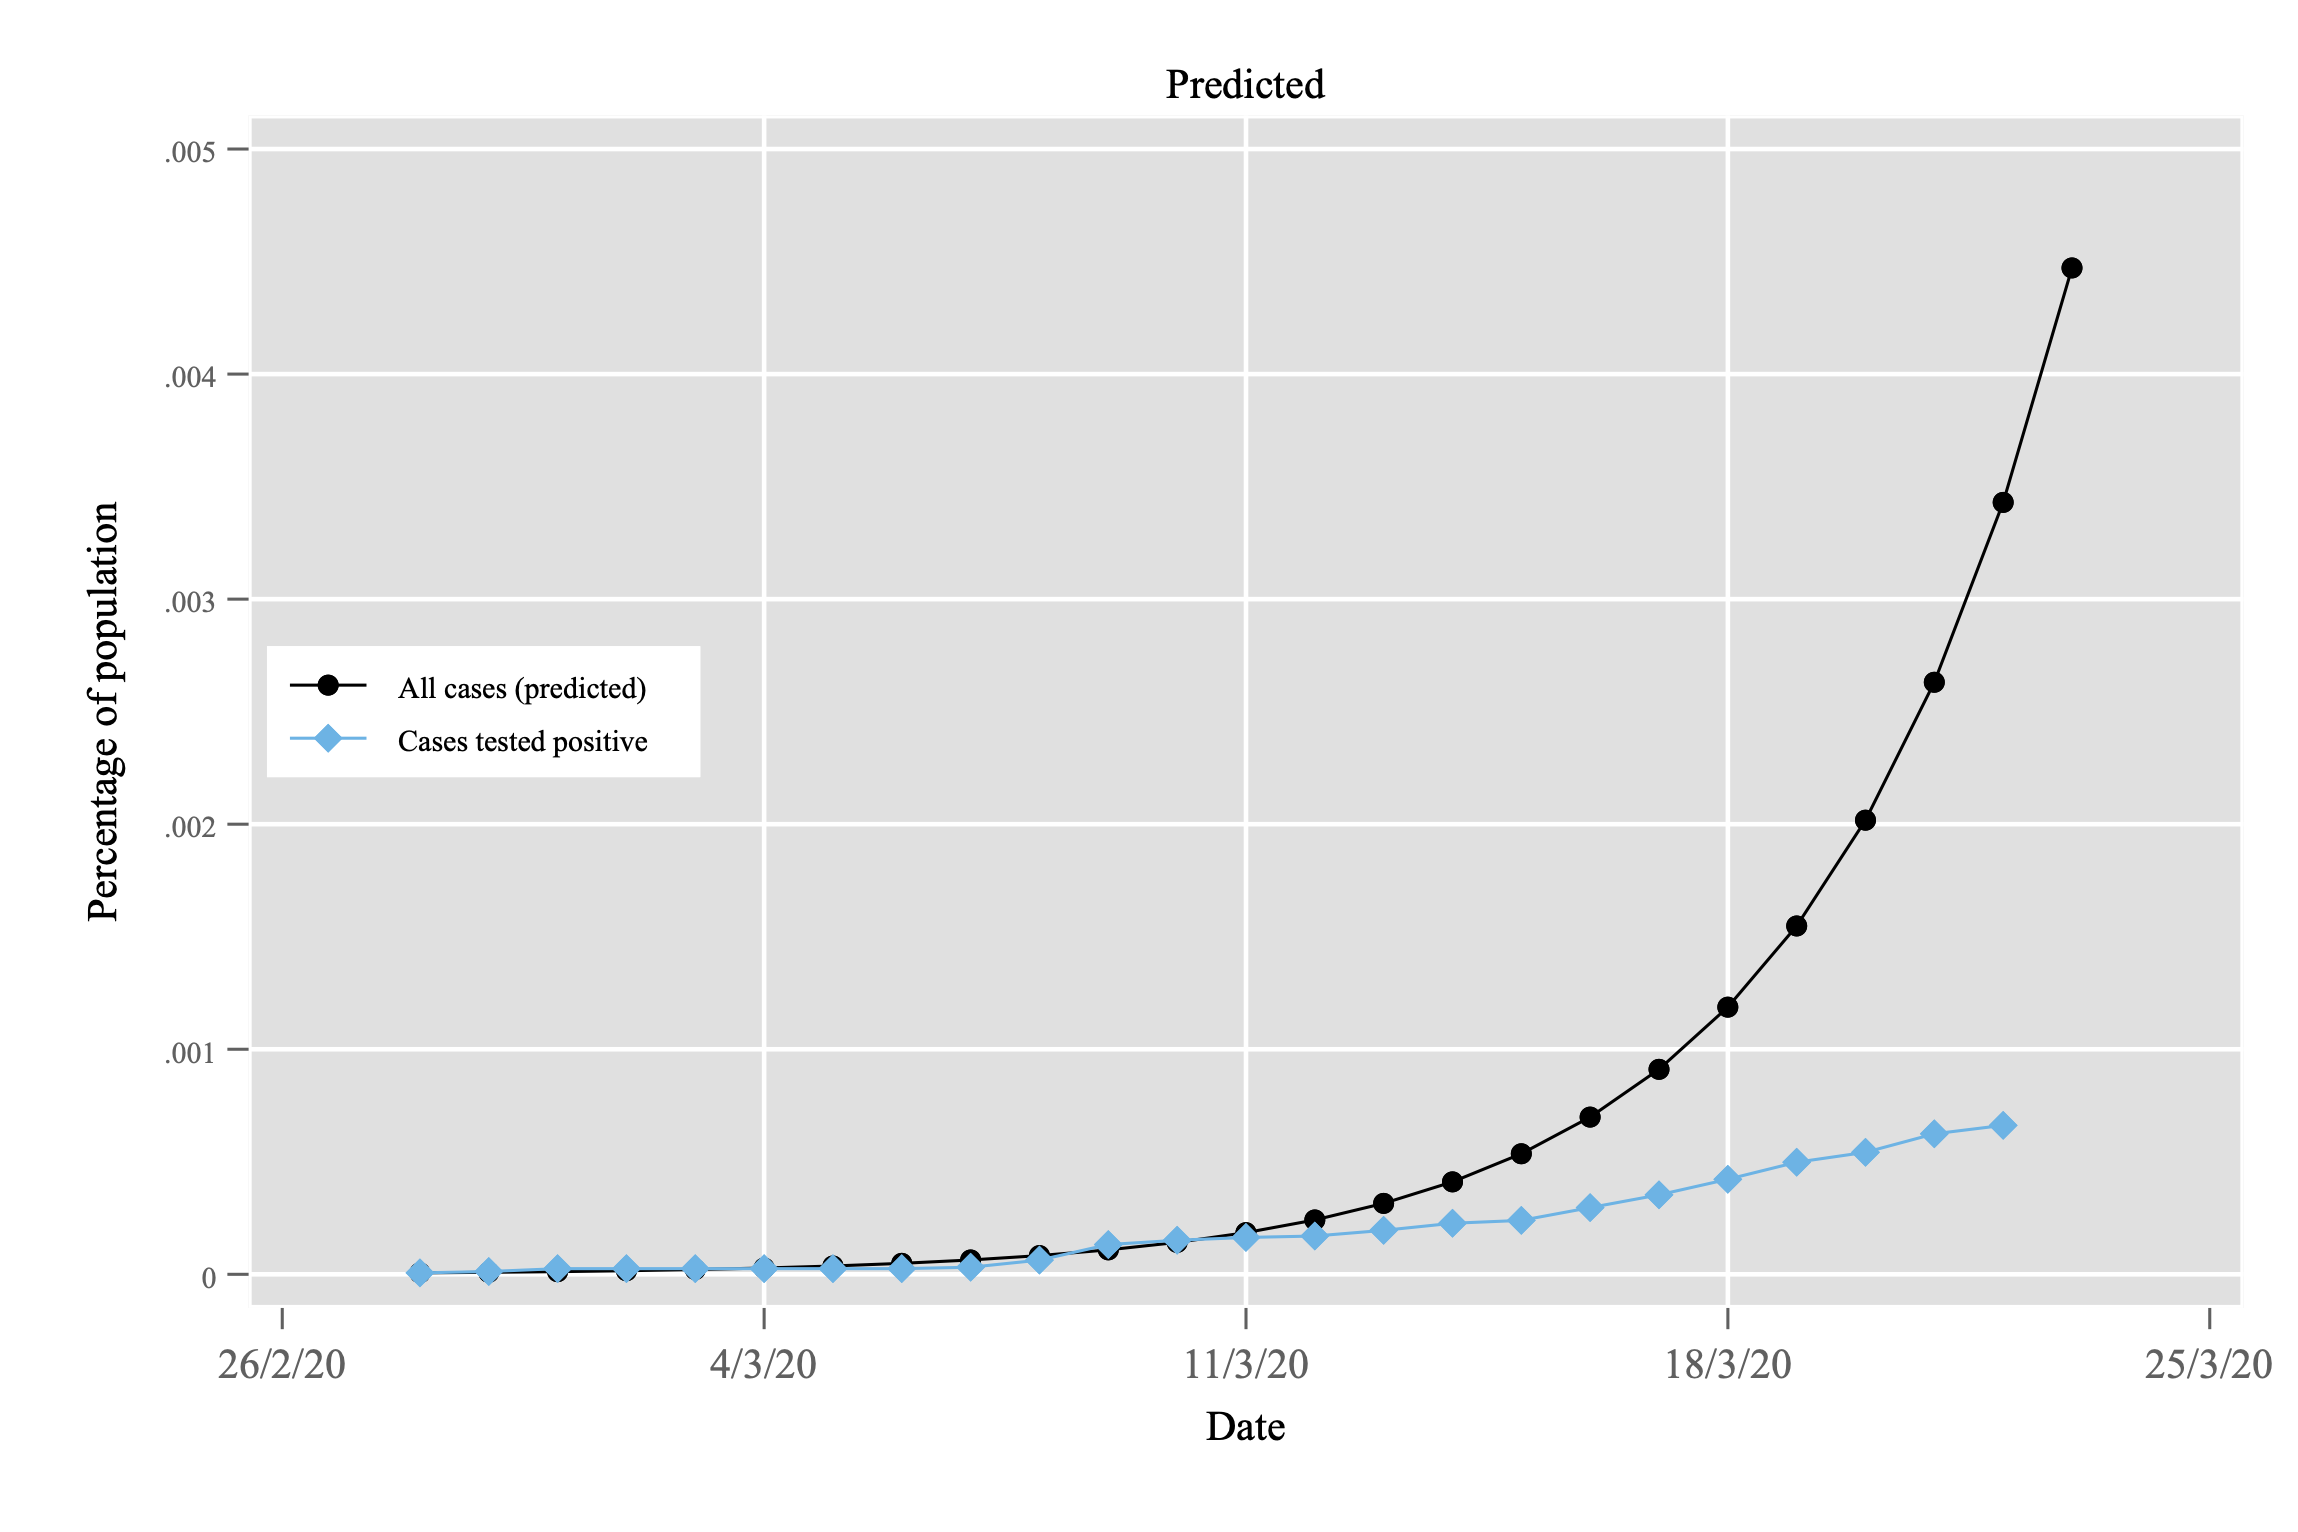 Predicted
.005
.004
.003
.002
.001
0
Percentage of population
All cases (predicted)
Cases tested positive
26/2/20 4/3/20 11/3/20 18/3/20 25/3/20
Date